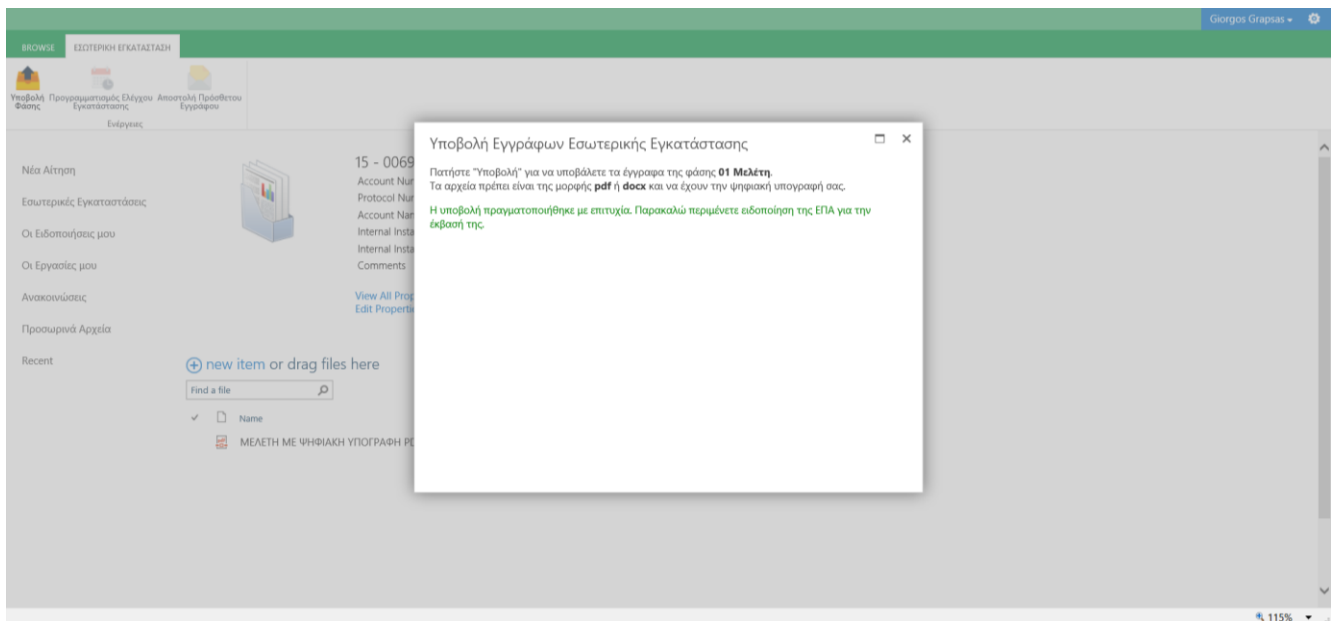 Giorgos Grapsas
BROWSE ΕΣΩΤΕΡΙΚΗ ΕΓΚΑΤΑΣΤΑΣΗ
Υποβολή Προγραμματισμός Ελέγχου Αποστολή Πρόσθετου
Φάσης Εγκατάστασης Εγγράφου
Ενέργειες
Υποβολή Εγγράφων Εσωτερικής Εγκατάστασης
Πατήστε "Υποβολή" για να υποβάλετε τα έγγραφα της φάσης 01 Μελέτη.
Τα αρχεία πρέπει είναι της μορφής pdf ή docx και να έχουν την ψηφιακή υπογραφή σας.
Η υποβολή πραγματοποιήθηκε με επιτυχία. Παρακαλώ περιμένετε ειδοποίηση της ΕΠΑ για την
έκβασή της.
Νέα Αίτηση
Εσωτερικές Εγκαταστάσεις
Οι Ειδοποιήσεις μου
Οι Εργασίες μου
Ανακοινώσεις
Προσωρινά Αρχεία
Recent
15 - 0069
Account Nur
Protocol Nur
Account Nar
Internal Insta
Internal Insta
Comments
View All Prop
Edit Properti
new item or drag files here
Find a file
Name
ΜΕΛΕΤΗ ΜΕ ΨΗΦΙΑΚΗ ΥΠΟΓΡΑΦΗ PD
115%